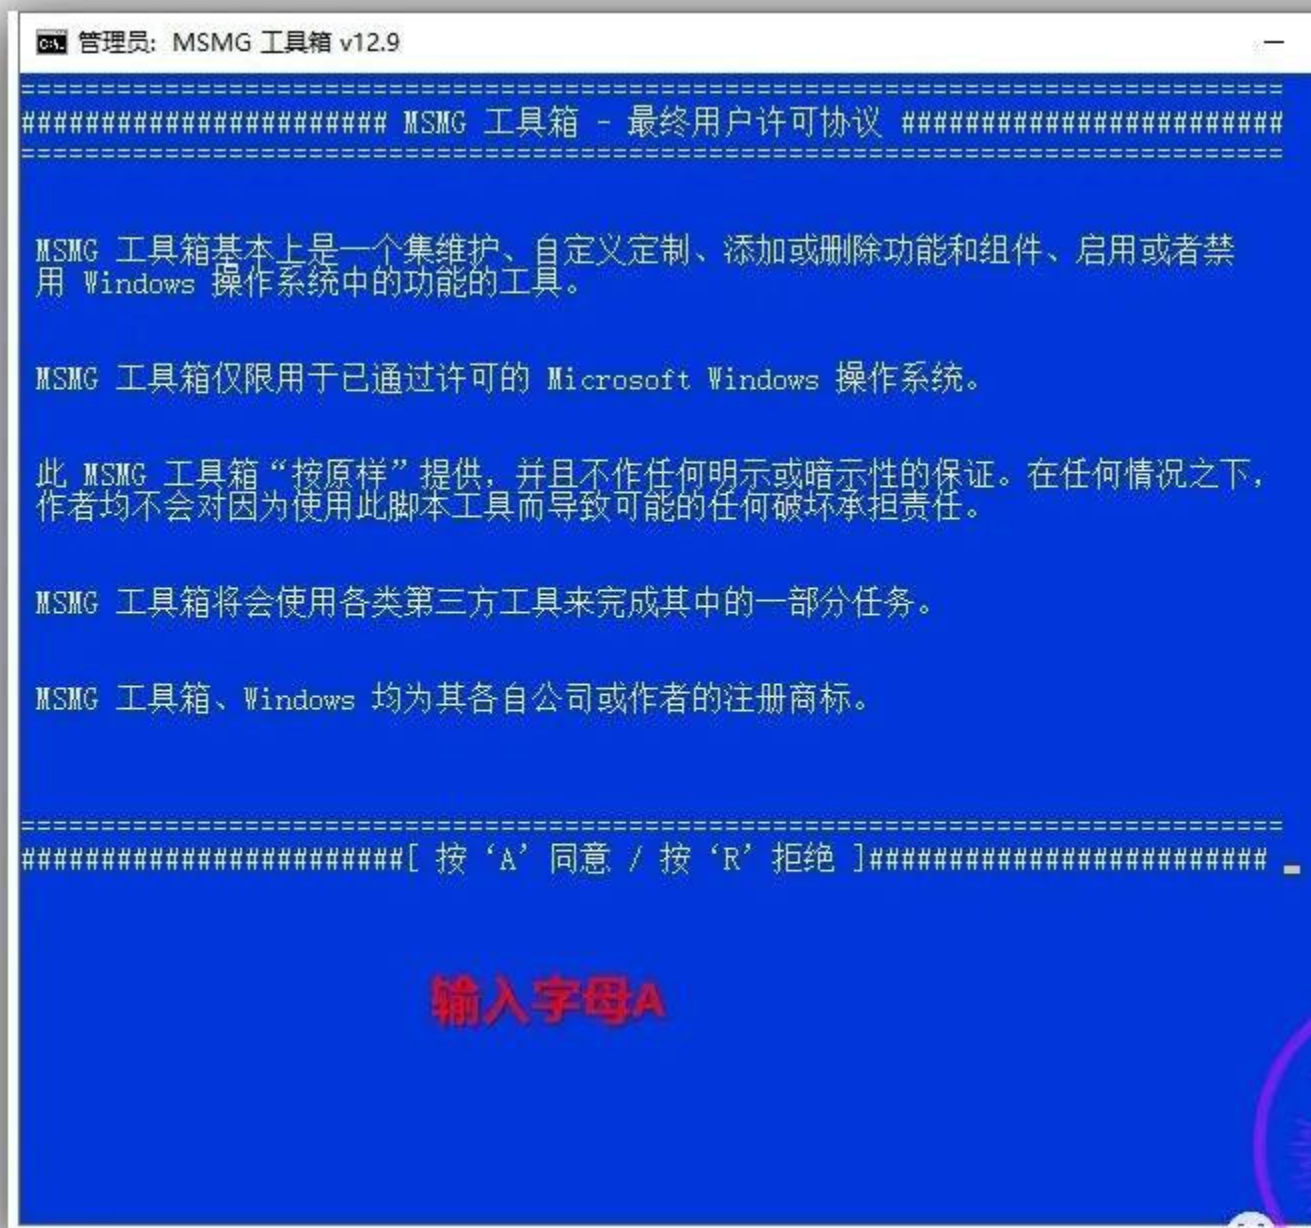 管理员: MSMG 工具箱 v12.9
================================================================================
####################### MSMG 工具箱 - 最终用户许可协议 ########################
================================================================================
MSMG 工具箱基本上是一个集维护、自定义定制、添加或删除功能和组件、启用或者禁
用 Windows 操作系统中的功能的工具。
MSMG 工具箱仅限用于已通过许可的 Microsoft Windows 操作系统。
此 MSMG 工具箱“按原样”提供，并且不作任何明示或暗示性的保证。在任何情况之下，
作者均不会对因为使用此脚本工具而导致可能的任何破坏承担责任。
MSMG 工具箱将会使用各类第三方工具来完成其中的一部分任务。
MSMG 工具箱、Windows 均为其各自公司或作者的注册商标。
================================================================================
########################[ 按‘A’同意 / 按‘R’拒绝 ]#########################
输入字母A